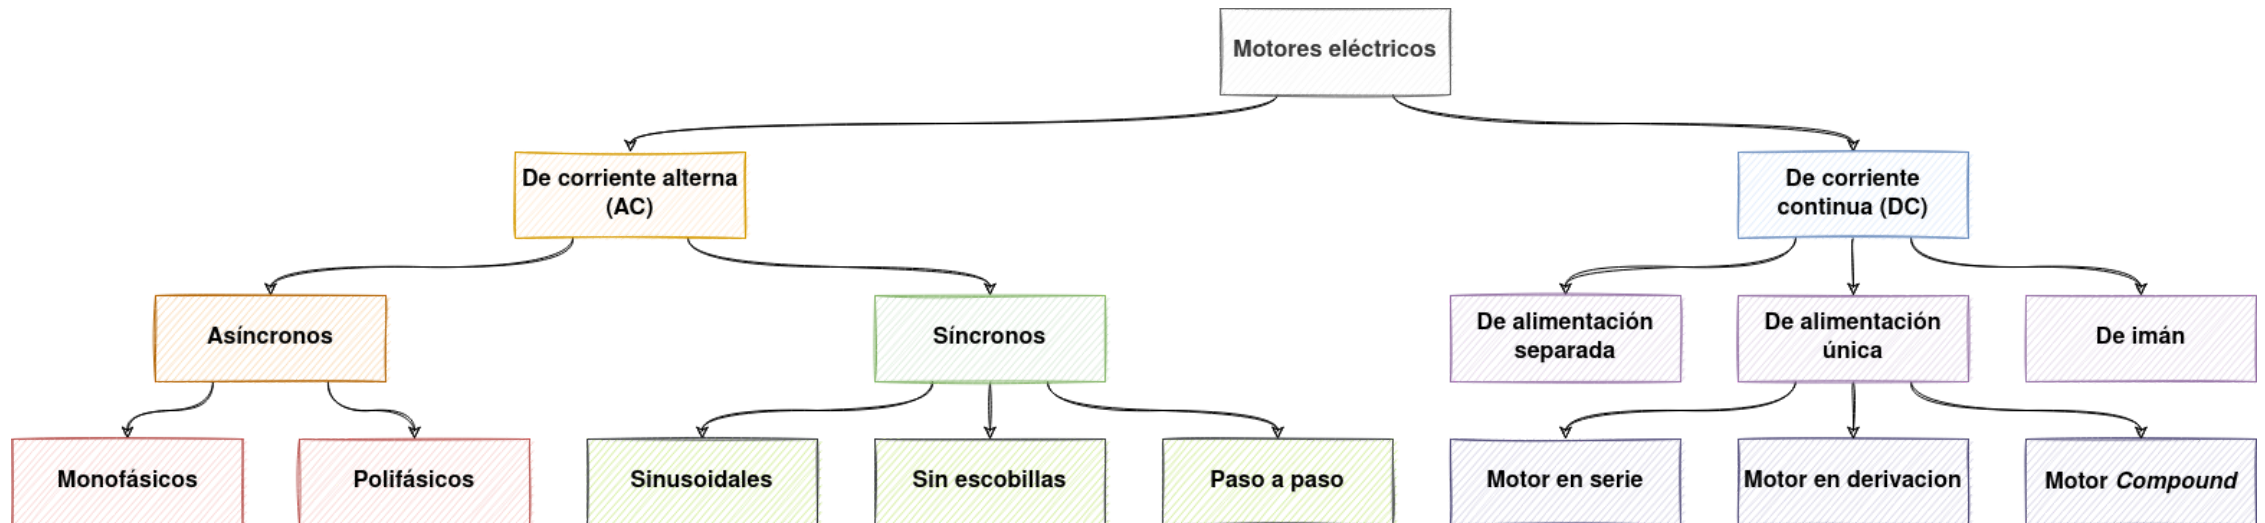 Motores eléctricos
De corriente alterna
(AC)
De corriente
continua (DC)
Asíncronos
Síncronos
De alimentación
separada
De alimentación
única
De imán
Monofásicos
Polifásicos
Sinusoidales
Sin escobillas
Paso a paso
Motor en serie
Motor en derivacion
Motor Compound